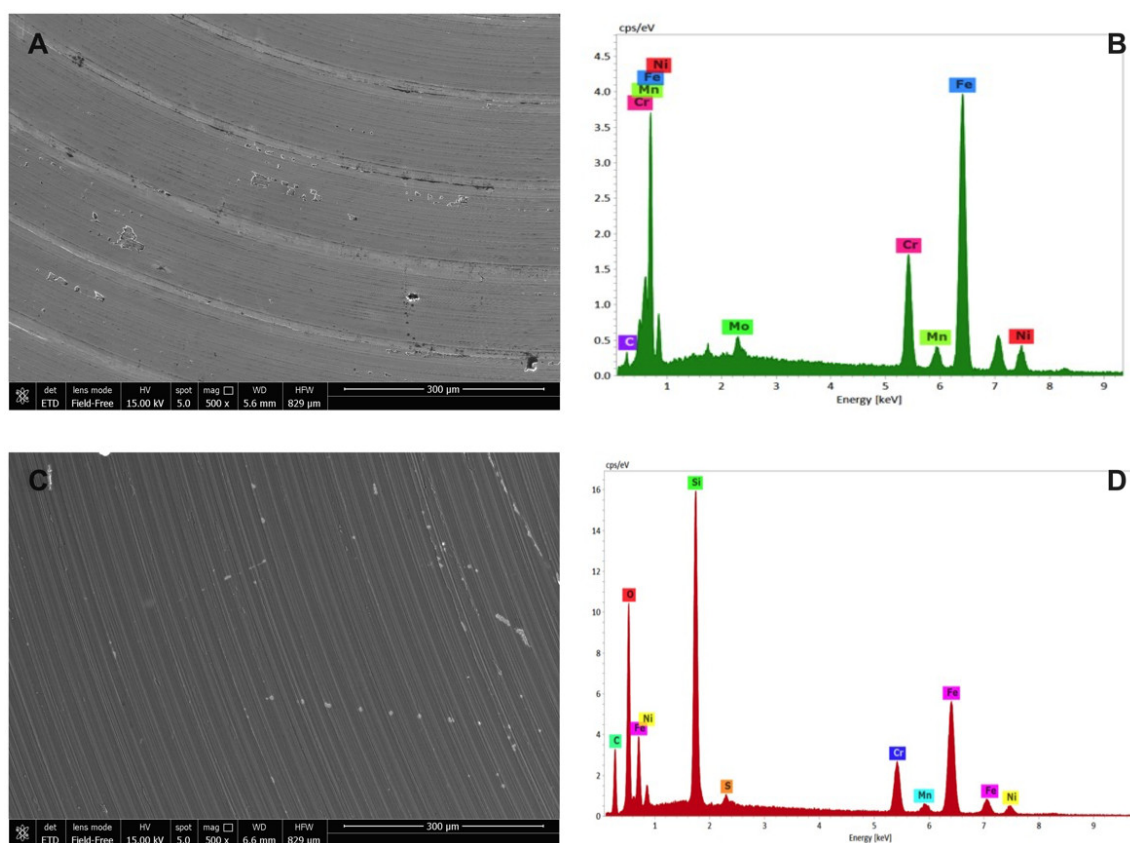 A
det lens mode HV spot mag WD HFW
ETD Field-Free 15.00 kV 5.0 500 x 5.6 mm 829 µm
300 µm
cps/eV
B
4.5
4.0
3.5
3.0
2.5
2.0
1.5
1.0
0.5
0.0
Ni
Fe
Mn
Cr
C
Mo
Cr
Mn
Fe
Ni
1 2 3 4 5 6 7 8 9
Energy [keV]
C
det lens mode HV spot mag WD HFW
ETD Field-Free 15.00 kV 5.0 500 x 6.6 mm 829 µm
300 µm
cps/eV
D
16
14
12
10
8
6
4
2
0
Si
O
Ni
Fe
C
S
Cr
Mn
Fe
Fe
Ni
1 2 3 4 5 6 7 8 9
Energy [keV]